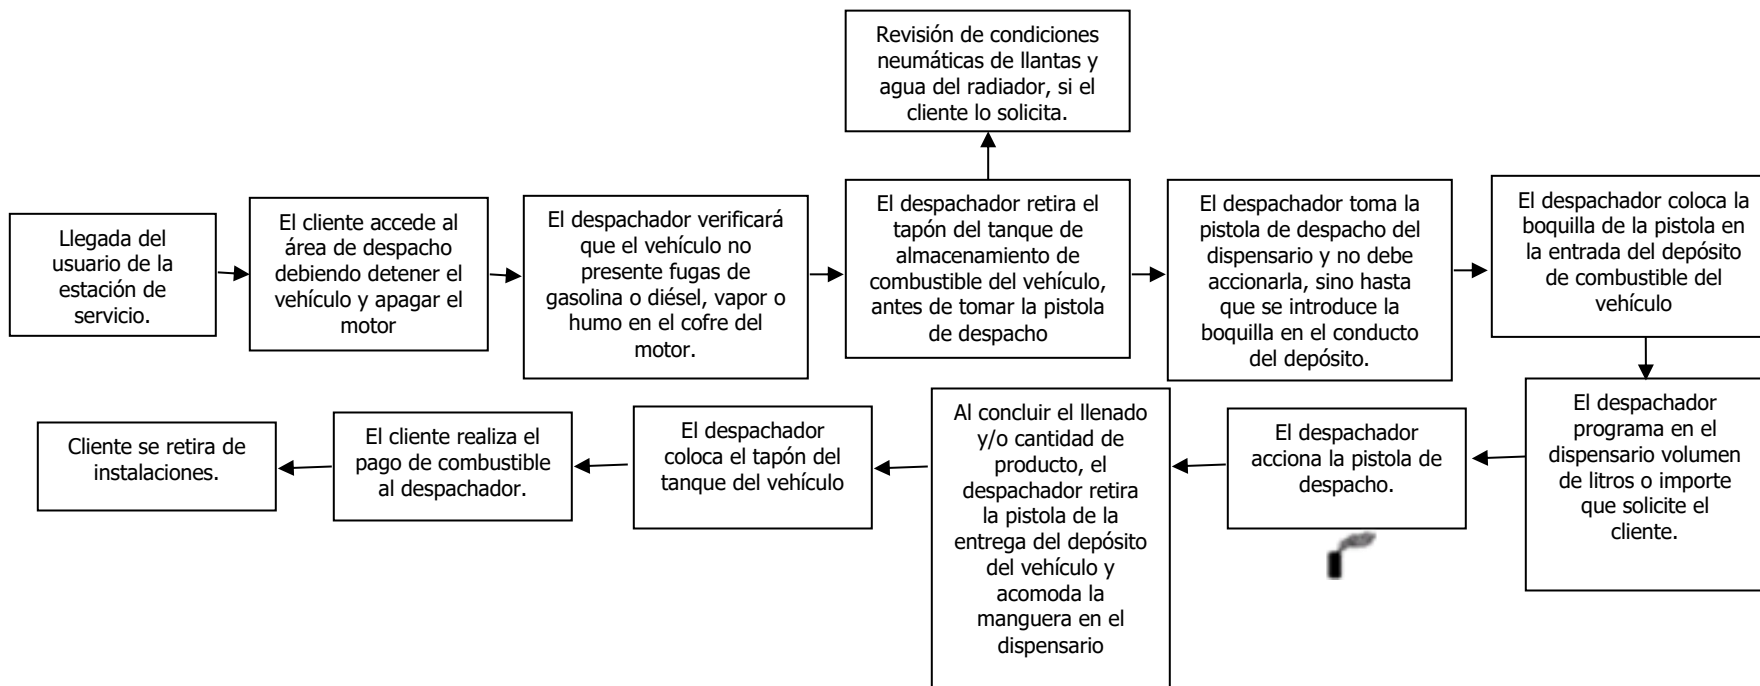 Revisión de condiciones
neumáticas de llantas y
agua del radiador, si el
cliente lo solicita.
Llegada del
usuario de la
estación de
servicio.
El cliente accede al
área de despacho
debiendo detener el
vehículo y apagar el
motor
El despachador verificará
que el vehículo no
presente fugas de
gasolina o diésel, vapor o
humo en el cofre del
motor.
El despachador retira el
tapón del tanque de
almacenamiento de
combustible del vehículo,
antes de tomar la pistola
de despacho
El despachador toma la
pistola de despacho del
dispensario y no debe
accionarla, sino hasta
que se introduce la
boquilla en el conducto
del depósito.
El despachador coloca la
boquilla de la pistola en
la entrada del depósito
de combustible del
vehículo
El despachador
programa en el
dispensario volumen
de litros o importe
que solicite el
cliente.
El despachador
acciona la pistola de
despacho.
Al concluir el llenado
y/o cantidad de
producto, el
despachador retira
la pistola de la
entrega del depósito
del vehículo y
acomoda la
manguera en el
dispensario
El despachador
coloca el tapón del
tanque del vehículo
El cliente realiza el
pago de combustible
al despachador.
Cliente se retira de
instalaciones.